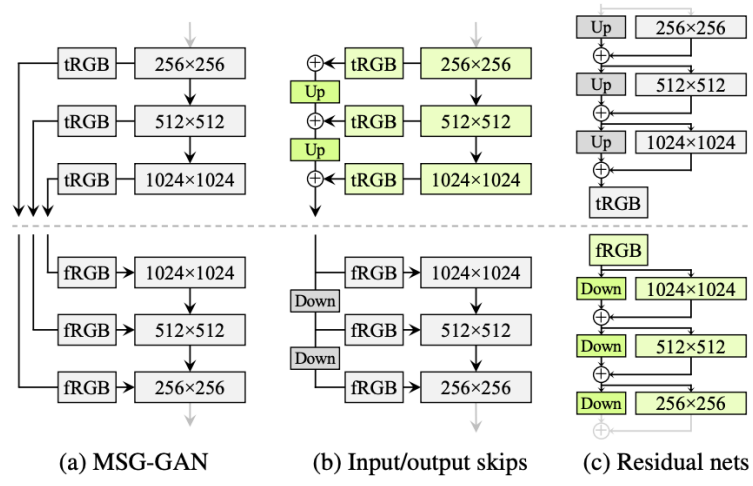 tRGB 256×256
tRGB 512×512
tRGB 1024×1024
fRGB 1024×1024
fRGB 512×512
fRGB 256×256
(a) MSG-GAN
tRGB 256×256
Up
tRGB 512×512
Up
tRGB 1024×1024
fRGB 1024×1024
Down
fRGB 512×512
Down
fRGB 256×256
(b) Input/output skips
Up 256×256
Up 512×512
Up 1024×1024
tRGB
fRGB
Down 1024×1024
Down 512×512
Down 256×256
(c) Residual nets